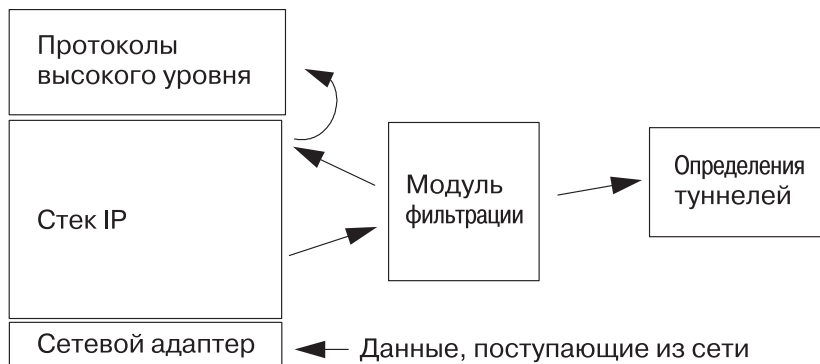 Протоколы
высокого уровня
Стек IP
Модуль
фильтрации
Определения
туннелей
Сетевой адаптер
Данные, поступающие из сети